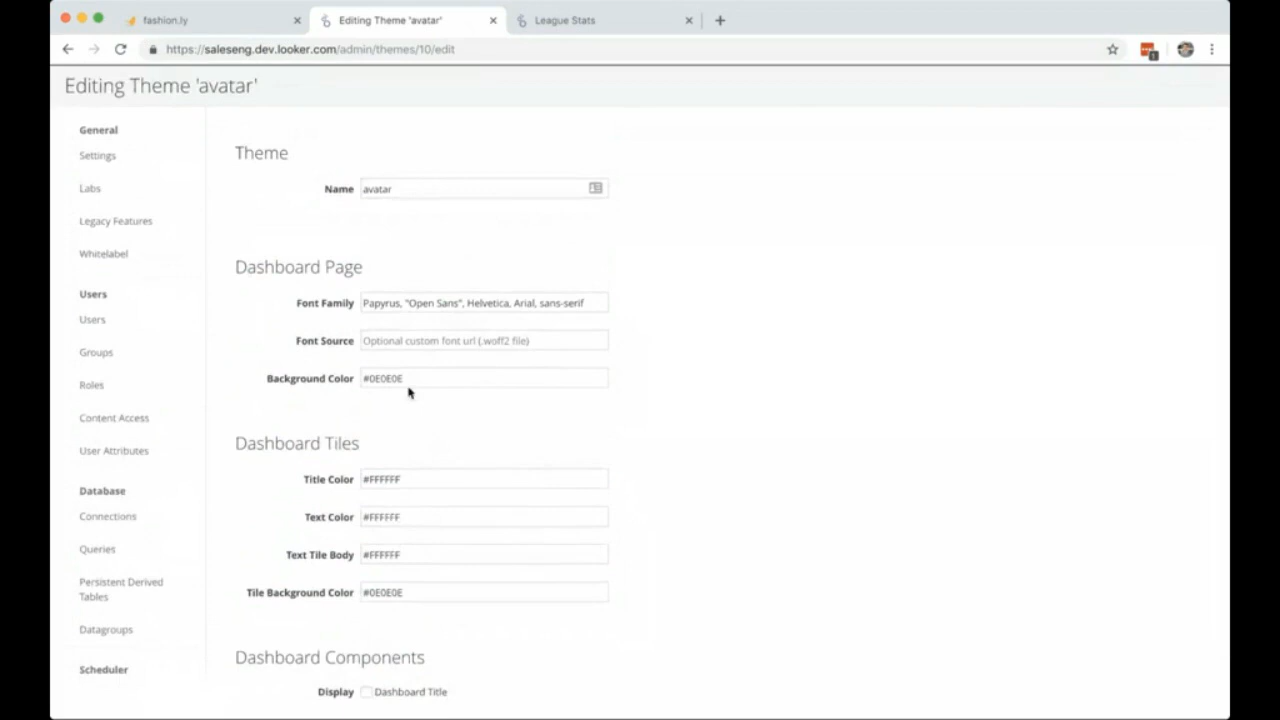 fashion.ly
Editing Theme 'avatar'
League Stats
https://saleseng.dev.looker.com/admin/themes/10/edit
1
Editing Theme 'avatar'
General
Settings
Labs
Legacy Features
Whitelabel
Users
Users
Groups
Roles
Content Access
User Attributes
Database
Connections
Queries
Persistent Derived
Tables
Datagroups
Scheduler
Theme
Name avatar
Dashboard Page
Font Family Papyrus, "Open Sans", Helvetica, Arial, sans-serif
Font Source Optional custom font url (.woff2 file)
Background Color #0E0E0E
Dashboard Tiles
Title Color #FFFFFF
Text Color #FFFFFF
Text Tile Body #FFFFFF
Tile Background Color #0E0E0E
Dashboard Components
Display Dashboard Title